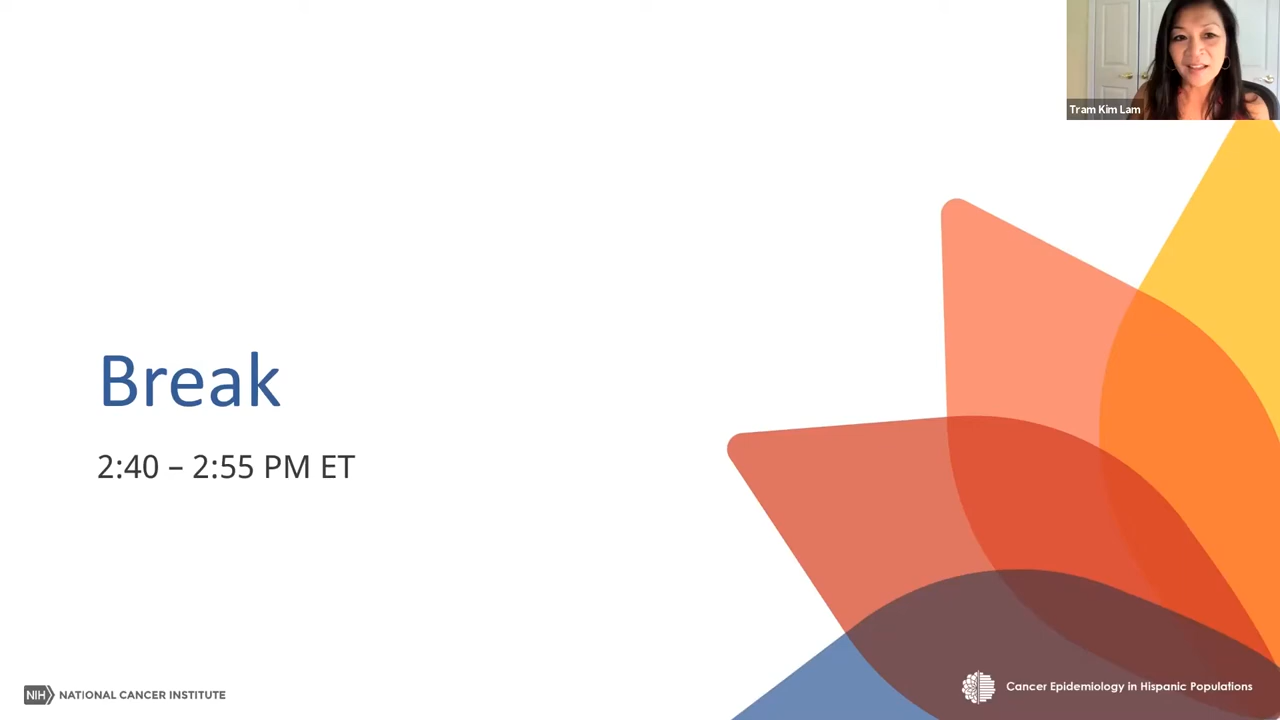 Tram Kim Lam
Break
2:40 – 2:55 PM ET
NIH NATIONAL CANCER INSTITUTE
Cancer Epidemiology in Hispanic Populations